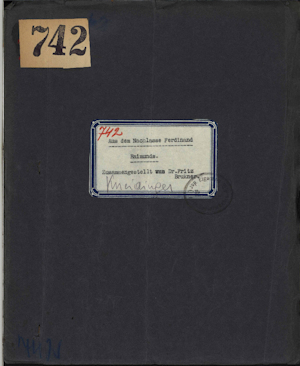 742
742
Aus dem Nachlasse Ferdinand
Raimunds.
Zusammengestellt von Dr.Fritz
Brukner